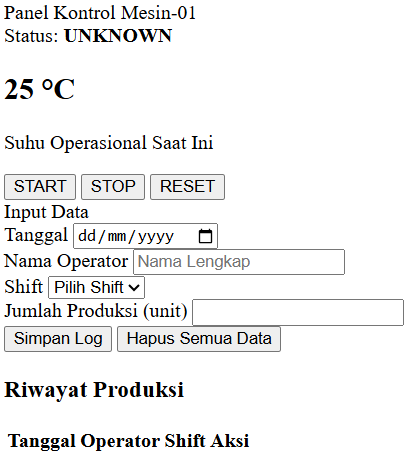 Panel Kontrol Mesin-01
Status: UNKNOWN
25 °C
Suhu Operasional Saat Ini
START STOP RESET
Input Data
Tanggal dd/mm/yyyy
Nama Operator Nama Lengkap
Shift Pilih Shift
Jumlah Produksi (unit)
Simpan Log Hapus Semua Data
Riwayat Produksi
Tanggal Operator Shift Aksi